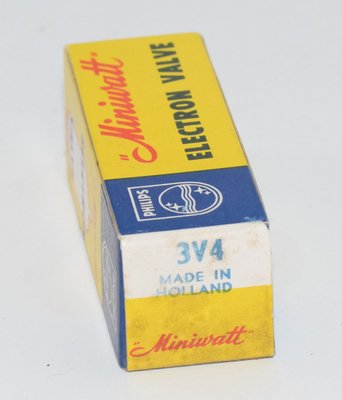 "Miniwatt"
ELECTRON VALVE
PHILIPS
3V4
MADE IN
HOLLAND
"Miniwatt"